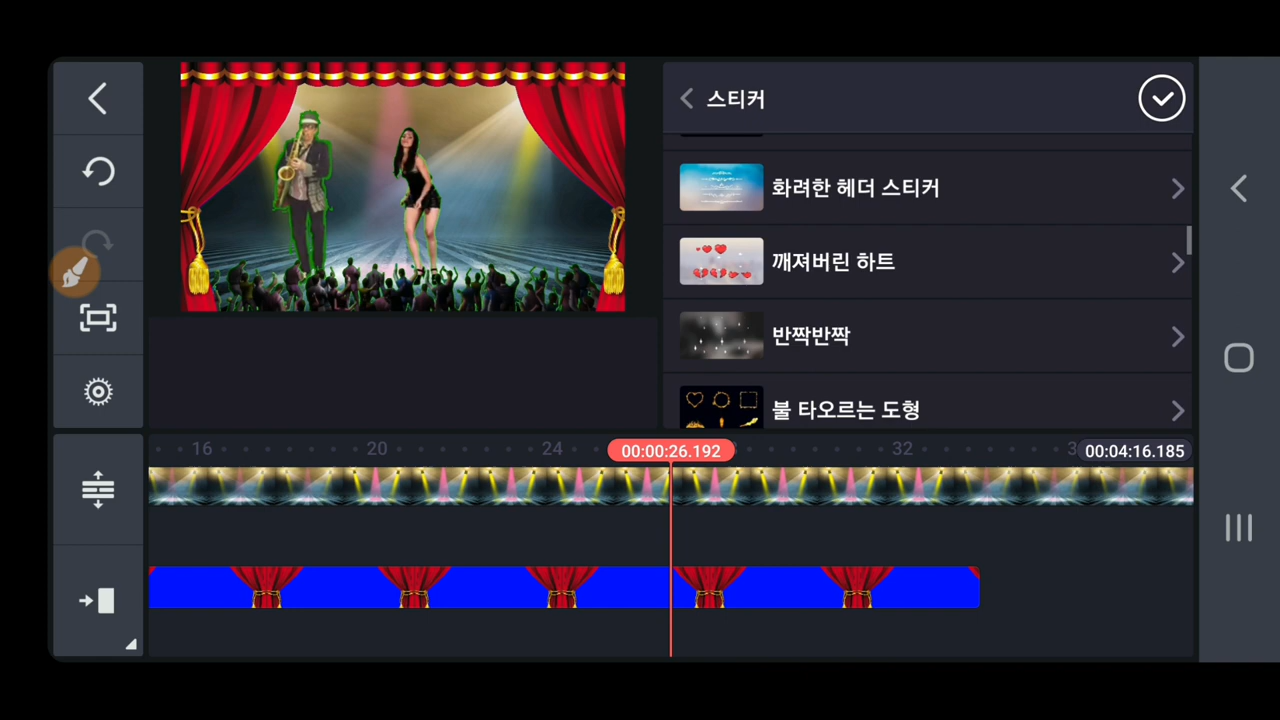 스티커
화려한 헤더 스티커
깨져버린 하트
반짝반짝
불 타오르는 도형
16 20 24 32
00:00:26.192
00:04:16.185